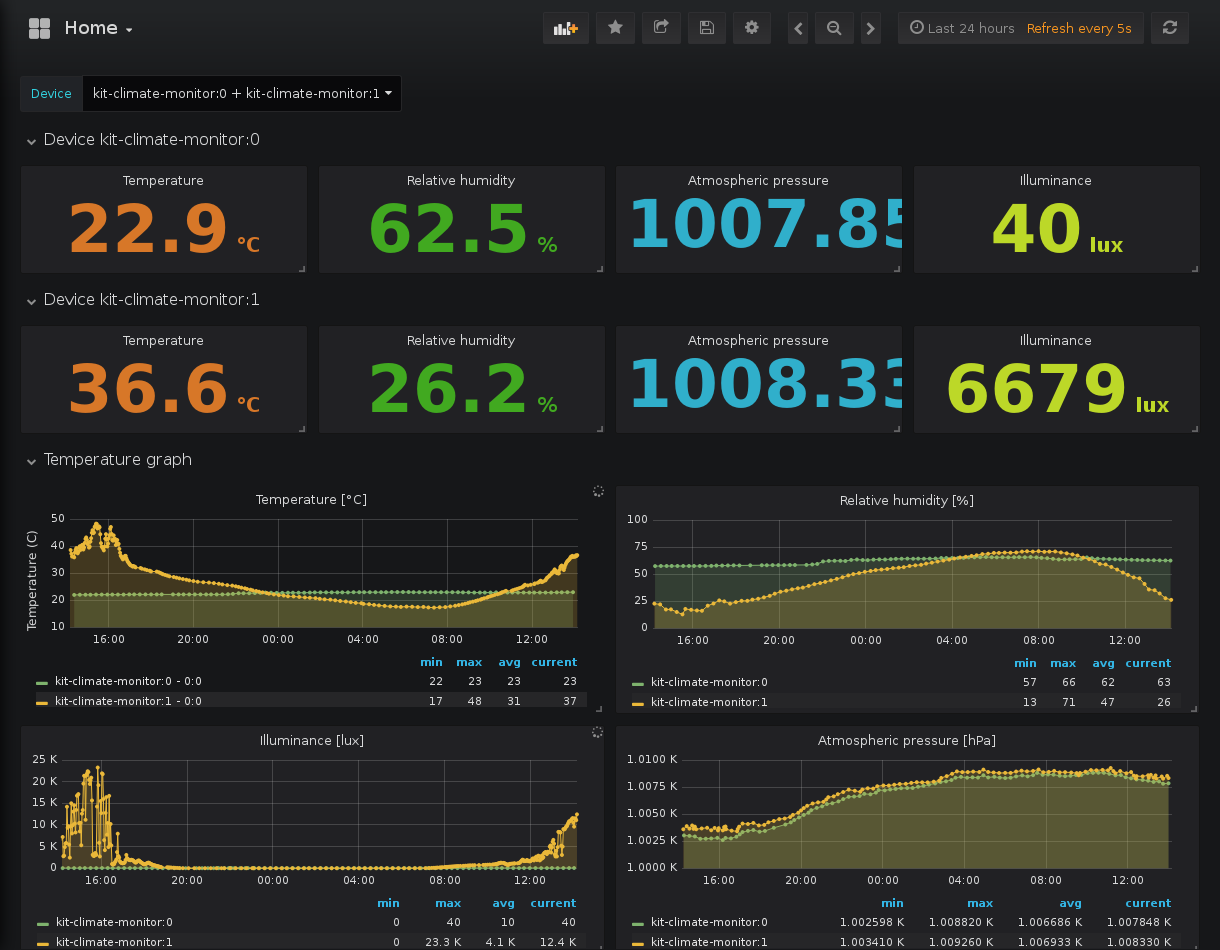 Home
Last 24 hours Refresh every 5s
Device kit-climate-monitor:0 + kit-climate-monitor:1
Device kit-climate-monitor:0
Temperature Relative humidity Atmospheric pressure Illuminance
22.9 °C 62.5 % 1007.85 40 lux
Device kit-climate-monitor:1
Temperature Relative humidity Atmospheric pressure Illuminance
36.6 °C 26.2 % 1008.33 6679 lux
Temperature graph
Temperature [°C]
Temperature (C)
50
40
30
20
10
16:00 20:00 00:00 04:00 08:00 12:00
min max avg current
kit-climate-monitor:0 - 0:0 22 23 23 23
kit-climate-monitor:1 - 0:0 17 48 31 37
Relative humidity [%]
100
75
50
25
0
16:00 20:00 00:00 04:00 08:00 12:00
min max avg current
kit-climate-monitor:0 57 66 62 63
kit-climate-monitor:1 13 71 47 26
Illuminance [lux]
25 K
20 K
15 K
10 K
5 K
0
16:00 20:00 00:00 04:00 08:00 12:00
min max avg current
kit-climate-monitor:0 0 40 10 40
kit-climate-monitor:1 0 23.3 K 4.1 K 12.4 K
Atmospheric pressure [hPa]
1.0100 K
1.0075 K
1.0050 K
1.0025 K
1.0000 K
16:00 20:00 00:00 04:00 08:00 12:00
min max avg current
kit-climate-monitor:0 1.002598 K 1.008820 K 1.006686 K 1.007848 K
kit-climate-monitor:1 1.003410 K 1.009260 K 1.006933 K 1.008330 K